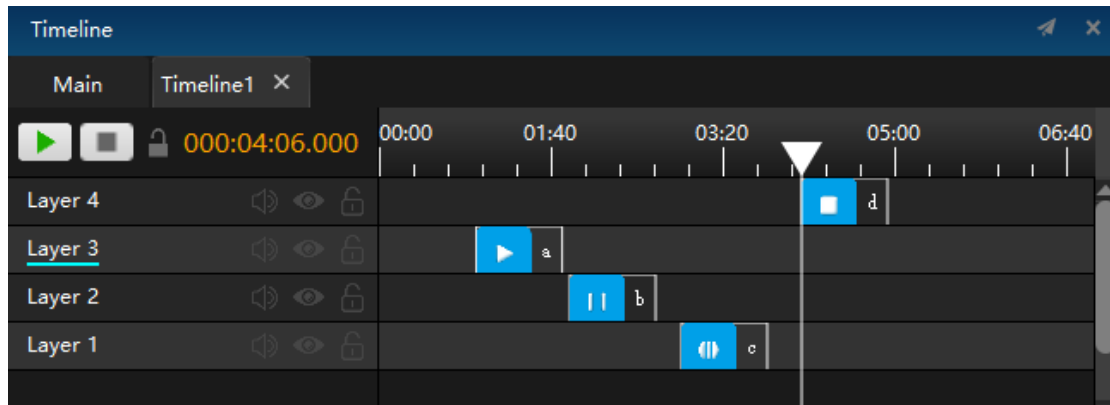 Timeline
Main Timeline1
000:04:06.000 00:00 01:40 03:20 05:00 06:40
Layer 4 d
Layer 3 a
Layer 2 b
Layer 1 c